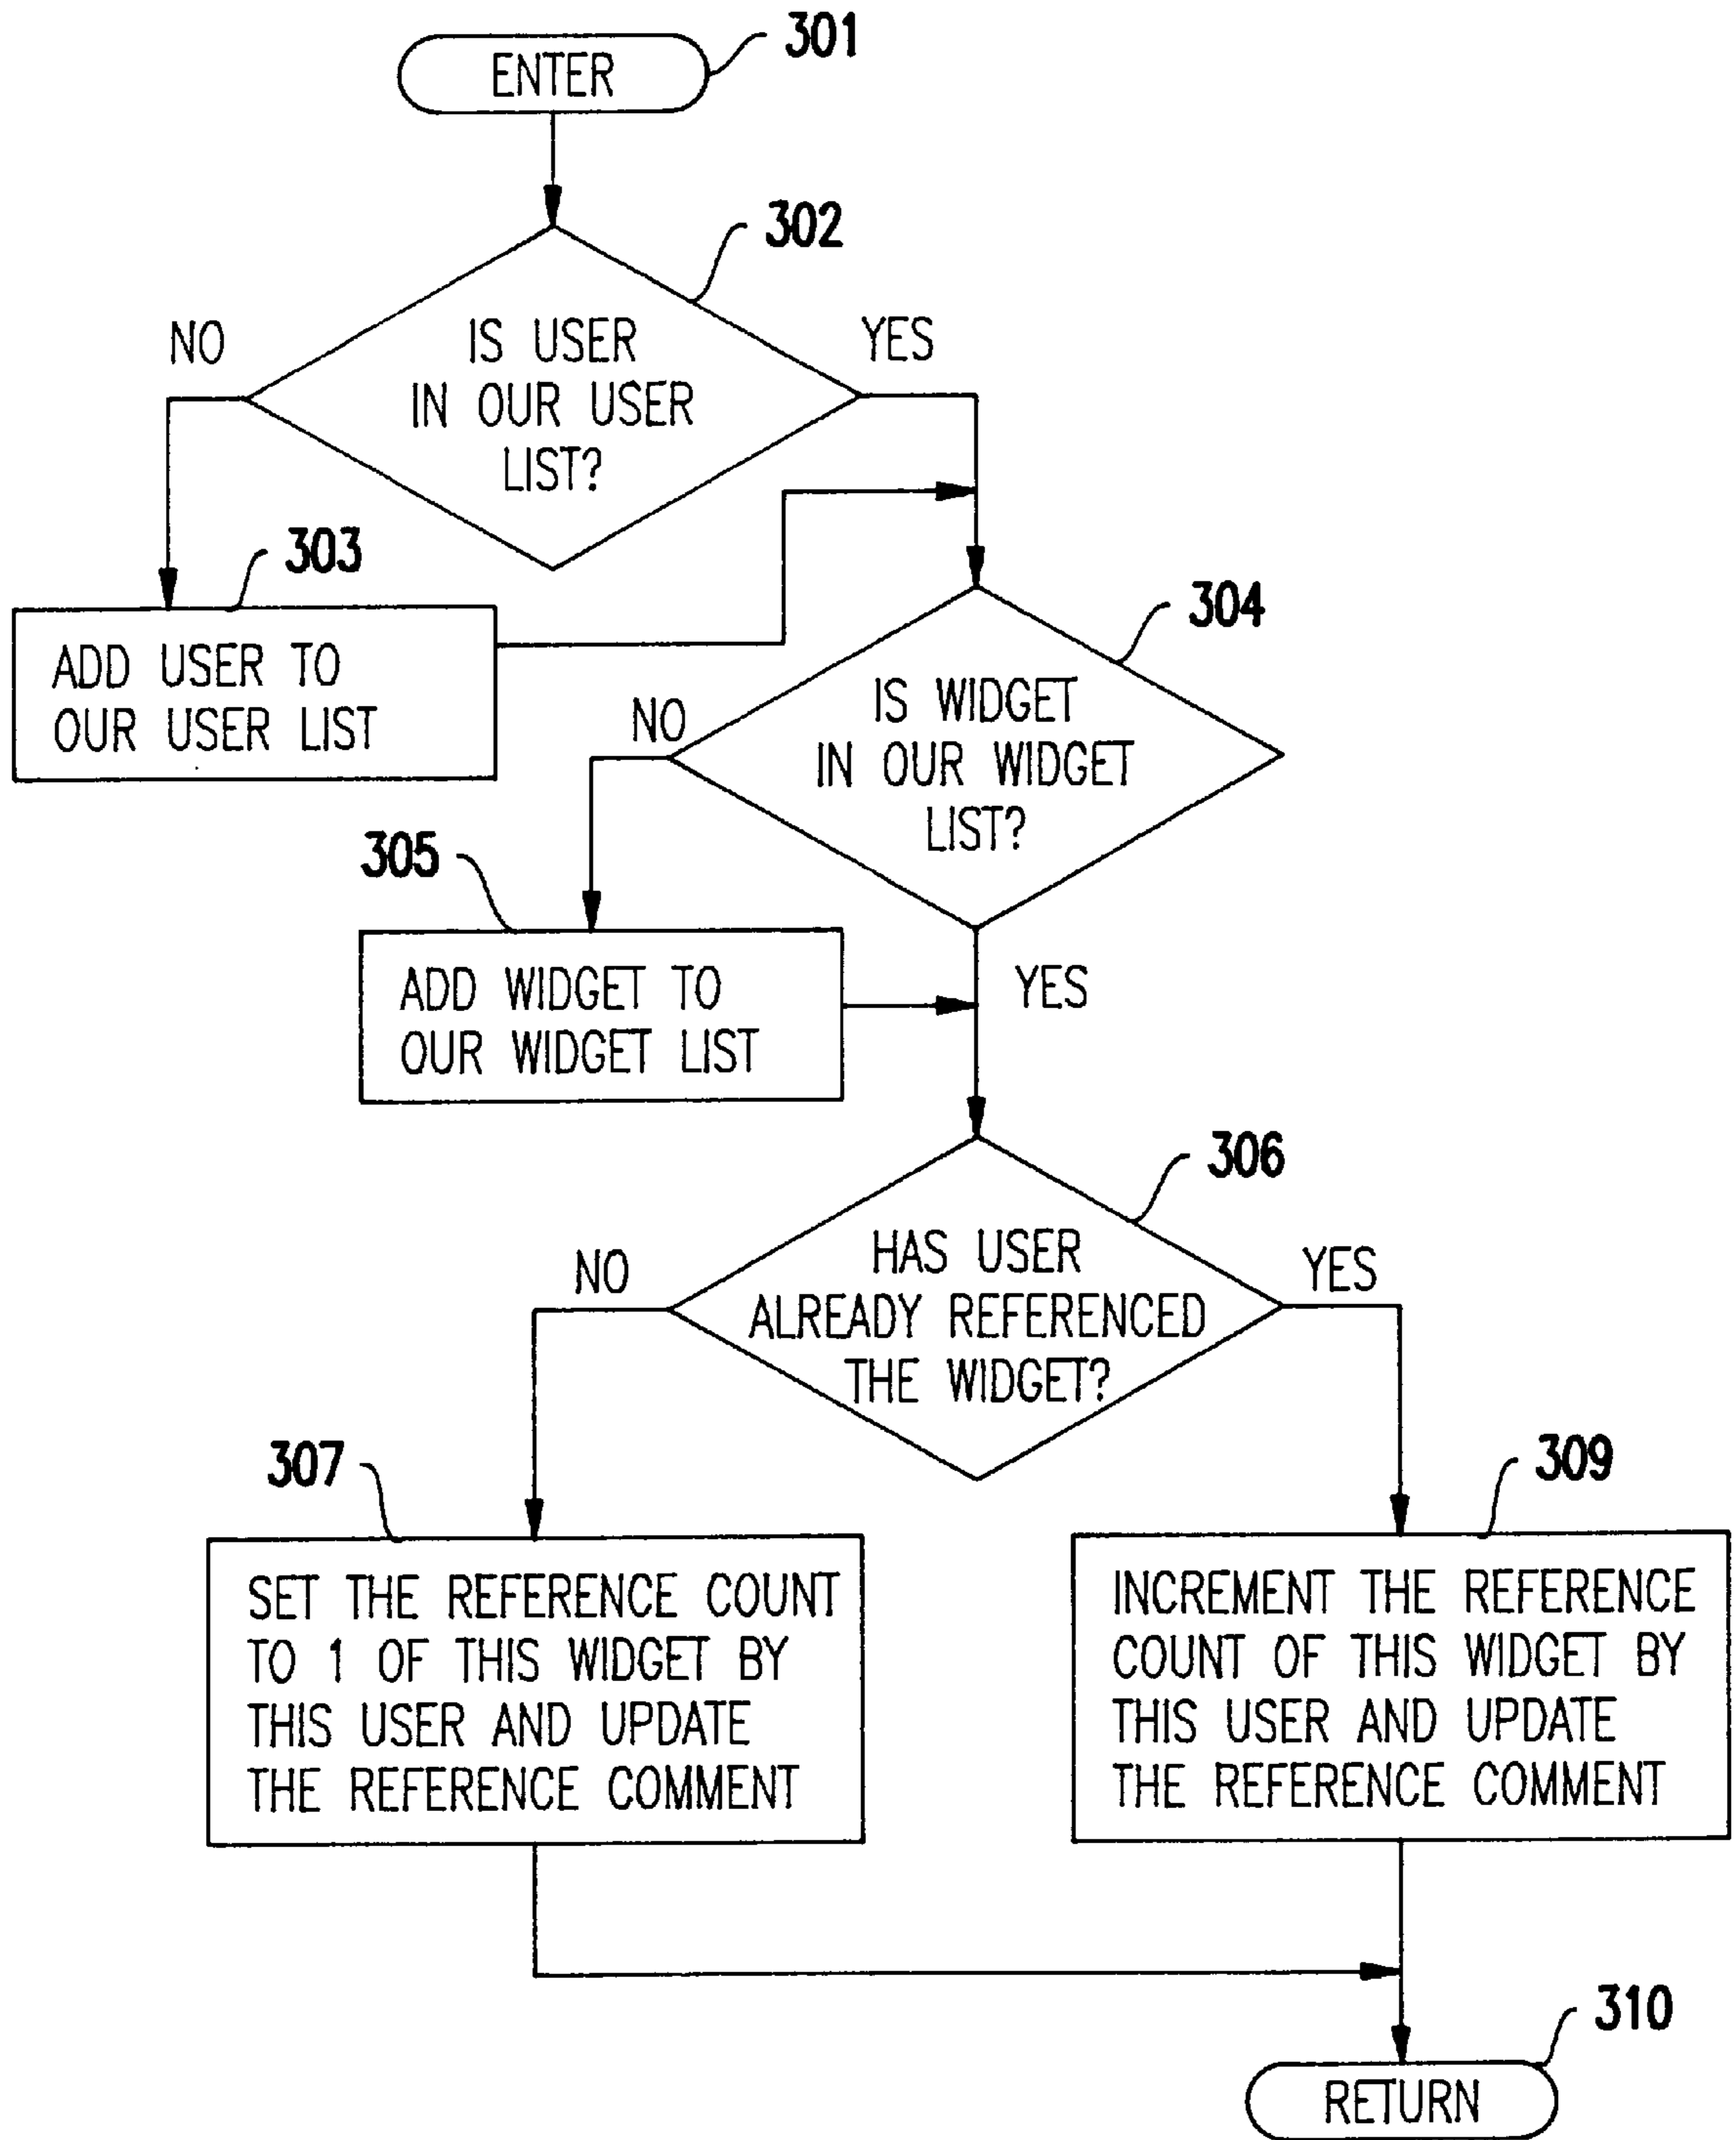 301
ENTER
302
NO
YES
IS USER
IN OUR USER
LIST?
303
ADD USER TO
OUR USER LIST
304
NO
IS WIDGET
IN OUR WIDGET
LIST?
305
YES
ADD WIDGET TO
OUR WIDGET LIST
306
NO
YES
HAS USER
ALREADY REFERENCED
THE WIDGET?
307
SET THE REFERENCE COUNT
TO 1 OF THIS WIDGET BY
THIS USER AND UPDATE
THE REFERENCE COMMENT
309
INCREMENT THE REFERENCE
COUNT OF THIS WIDGET BY
THIS USER AND UPDATE
THE REFERENCE COMMENT
310
RETURN